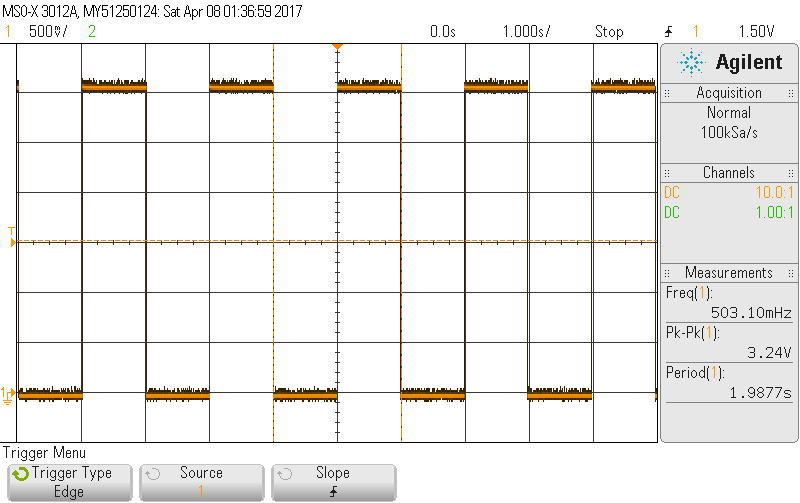 MSO-X 3012A, MY51250124: Sat Apr 08 01:36:59 2017
1 500mV/ 2 0.0s 1.000s/ Stop 1 1.50V
Agilent
Acquisition
Normal
100kSa/s
Channels
DC 10.0:1
DC 1.00:1
Measurements
Freq(1):
503.10mHz
Pk-Pk(1):
3.24V
Period(1):
1.9877s
T
1
Trigger Menu
Trigger Type
Edge
Source
1
Slope